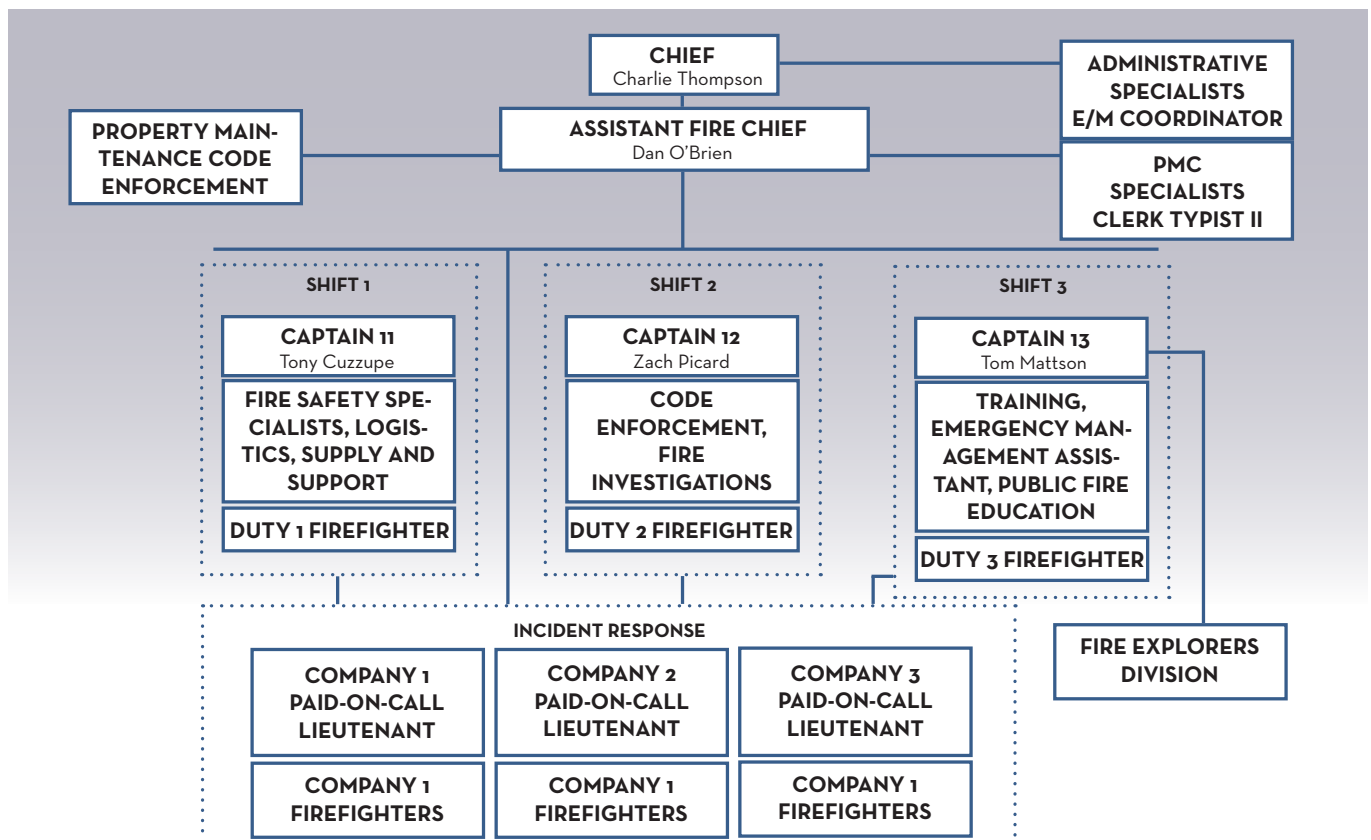 CHIEF
Charlie Thompson
ADMINISTRATIVE
SPECIALISTS
E/M COORDINATOR
PROPERTY MAIN-
TENANCE CODE
ENFORCEMENT
ASSISTANT FIRE CHIEF
Dan O'Brien
PMC
SPECIALISTS
CLERK TYPIST II
SHIFT 1
CAPTAIN 11
Tony Cuzzupe
FIRE SAFETY SPE-
CIALISTS, LOGIS-
TICS, SUPPLY AND
SUPPORT
DUTY 1 FIREFIGHTER
SHIFT 2
CAPTAIN 12
Zach Picard
CODE
ENFORCEMENT,
FIRE
INVESTIGATIONS
DUTY 2 FIREFIGHTER
SHIFT 3
CAPTAIN 13
Tom Mattson
TRAINING,
EMERGENCY MAN-
AGEMENT ASSIS-
TANT, PUBLIC FIRE
EDUCATION
DUTY 3 FIREFIGHTER
FIRE EXPLORERS
DIVISION
INCIDENT RESPONSE
COMPANY 1
PAID-ON-CALL
LIEUTENANT
COMPANY 2
PAID-ON-CALL
LIEUTENANT
COMPANY 3
PAID-ON-CALL
LIEUTENANT
COMPANY 1
FIREFIGHTERS
COMPANY 1
FIREFIGHTERS
COMPANY 1
FIREFIGHTERS